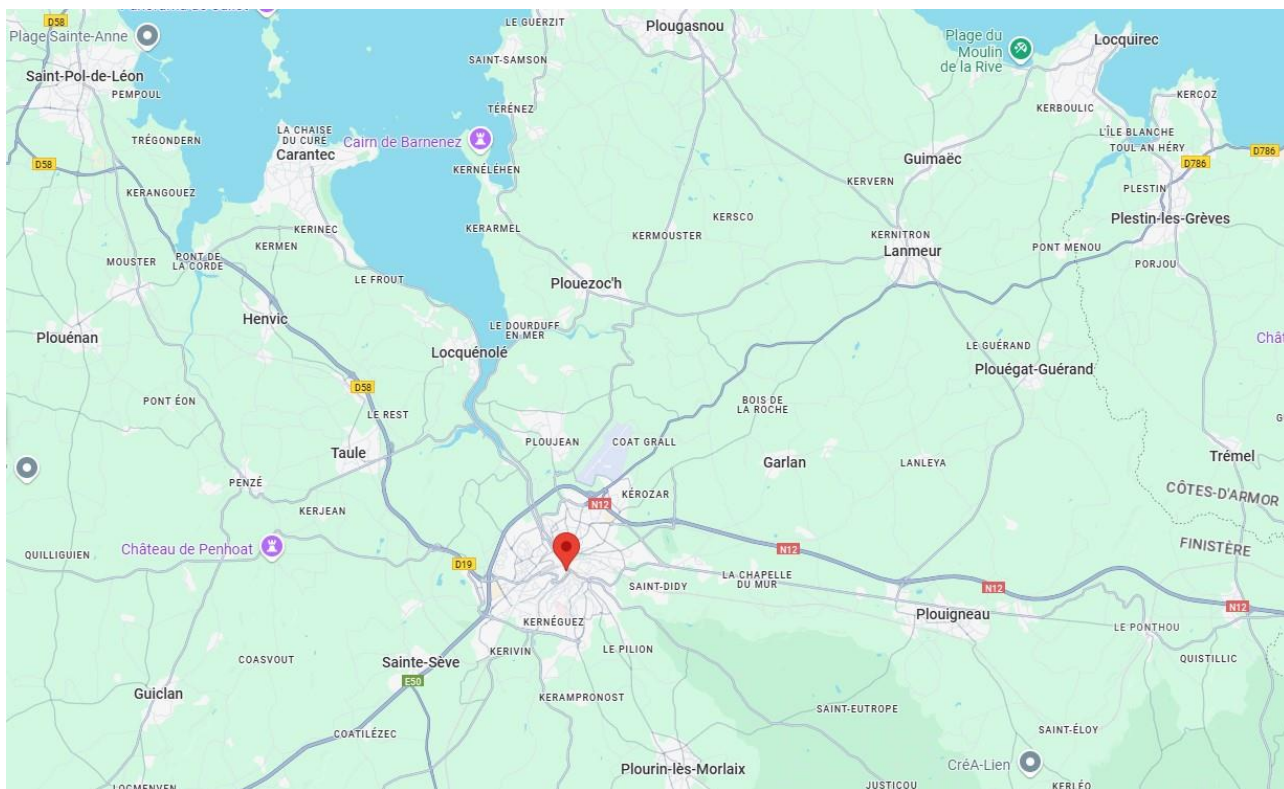 D58
Plage Sainte-Anne
Saint-Pol-de-Léon
PEMPOUL
TRÉGONDERN
D58
KERANGOUEZ
LA CHAISE
DU CURE
Carantec
Cairn de Barnenez
LE GUERZIT
Plougasnou
SAINT-SAMSON
TÉRÉNEZ
KERNÉLÉHEN
Plage du
Moulin
de la Rive
Locquirec
KERBOULIC
KERCOZ
L'ÎLE BLANCHE
TOUL AN HÉRY
D786
D786
Guimaëc
KERVERN
PLESTIN
Plestin-les-Grèves
KERINEC
KERMEN
PONT DE
LA CORDE
MOUSTER
KERARMEL
KERSCO
KERMOUSTER
KERNITRON
Lanmeur
PONT MENOU
PORJOU
LE FROUT
Plouezoc'h
Henvic
Plouénan
LE DOURDUFF
EN MER
Locquénolé
LE GUÉRAND
Plouégat-Guérand
Chât
D58
PONT ÉON
LE REST
BOIS DE
LA ROCHE
Taule
PLOUJEAN
COAT GRALL
Garlan
LANLEYA
Trémel
PENZÉ
KERJEAN
KÉROZAR
N12
CÔTES-D'ARMOR
FINISTÈRE
QUILLIGUIEN
Château de Penhoat
D19
N12
SAINT-DIDY
LA CHAPELLE
DU MUR
N12
N12
Plouigneau
LE PONTHOU
KERNÉGUEZ
KERIVIN
LE PILION
COASVOUT
Sainte-Sève
E50
QUISTILLIC
Guiclan
KERAMPRONOST
SAINT-EUTROPE
COATILÉZEC
SAINT-ÉLOY
Plourin-lès-Morlaix
CréA-Lien
LOCMENVEN
JUSTICOU
KERLÉO